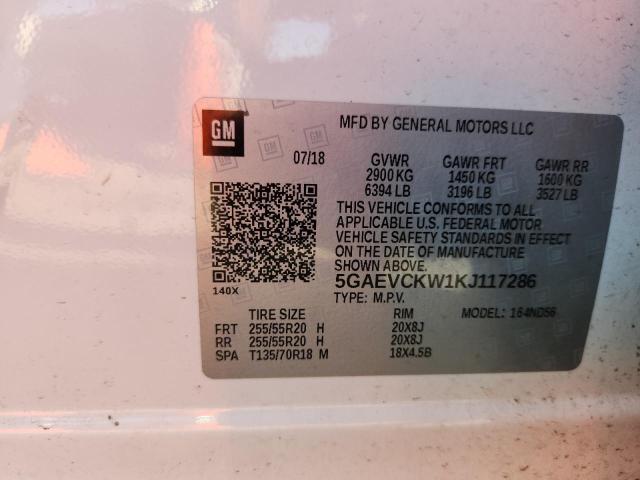 GM
MFD BY GENERAL MOTORS LLC
07/18 GVWR GAWR FRT GAWR RR
2900 KG 1450 KG 1600 KG
6394 LB 3196 LB 3527 LB
THIS VEHICLE CONFORMS TO ALL
APPLICABLE U.S. FEDERAL MOTOR
VEHICLE SAFETY STANDARDS IN EFFECT
ON THE DATE OF MANUFACTURE
SHOWN ABOVE.
140X 5GAEVCKW1KJ117286
TYPE: M.P.V. MODEL: 164ND56
TIRE SIZE RIM
FRT 255/55R20 H 20X8J
RR 255/55R20 H 20X8J
SPA T135/70R18 M 18X4.5B